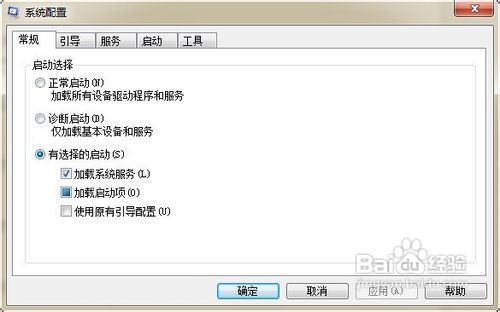 系统配置
常规 引导 服务 启动 工具
启动选择
正常启动(N)
加载所有设备驱动程序和服务
诊断启动(D)
仅加载基本设备和服务
有选择的启动(S)
加载系统服务(L)
加载启动项(O)
使用原有引导配置(U)
Baidu经验
jingyan.baidu.com
确定 取消 应用(A) 帮助